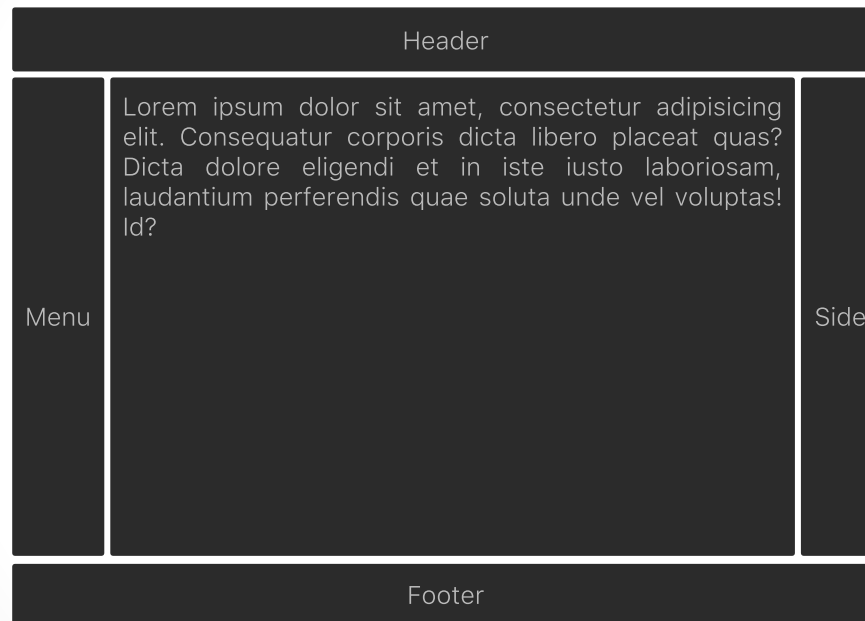 Header
Lorem ipsum dolor sit amet, consectetur adipisicing
elit. Consequatur corporis dicta libero placeat quas?
Dicta dolore eligendi et in iste iusto laboriosam,
laudantium perferendis quae soluta unde vel voluptas!
Id?
Menu
Side
Footer